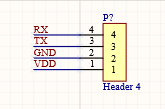 P?
RX 4 4
TX 3 3
GND 2 2
VDD 1 1
Header 4